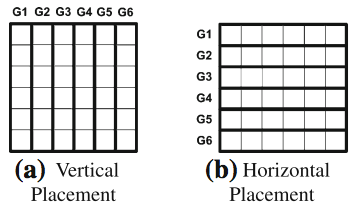 G1 G2 G3 G4 G5 G6
(a) Vertical
Placement
G1
G2
G3
G4
G5
G6
(b) Horizontal
Placement